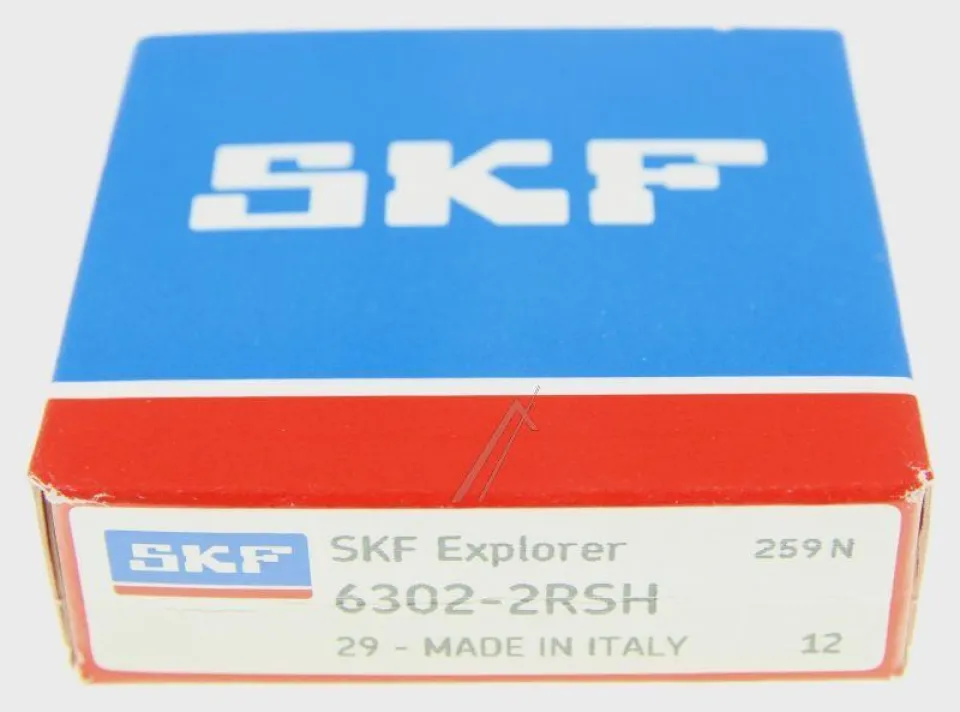 SKF
SKF SKF Explorer 259 N
6302-2RSH
29 - MADE IN ITALY 12